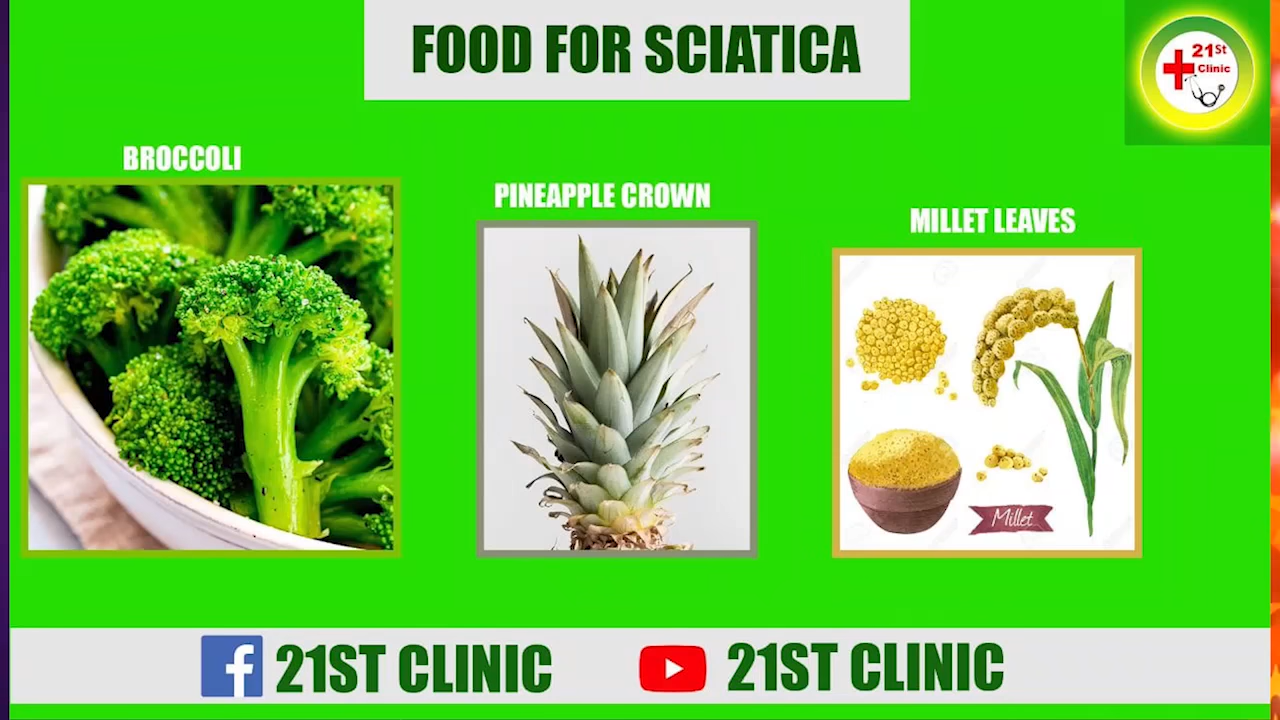 FOOD FOR SCIATICA
21St
Clinic
BROCCOLI
PINEAPPLE CROWN
MILLET LEAVES
Millet
21ST CLINIC
21ST CLINIC